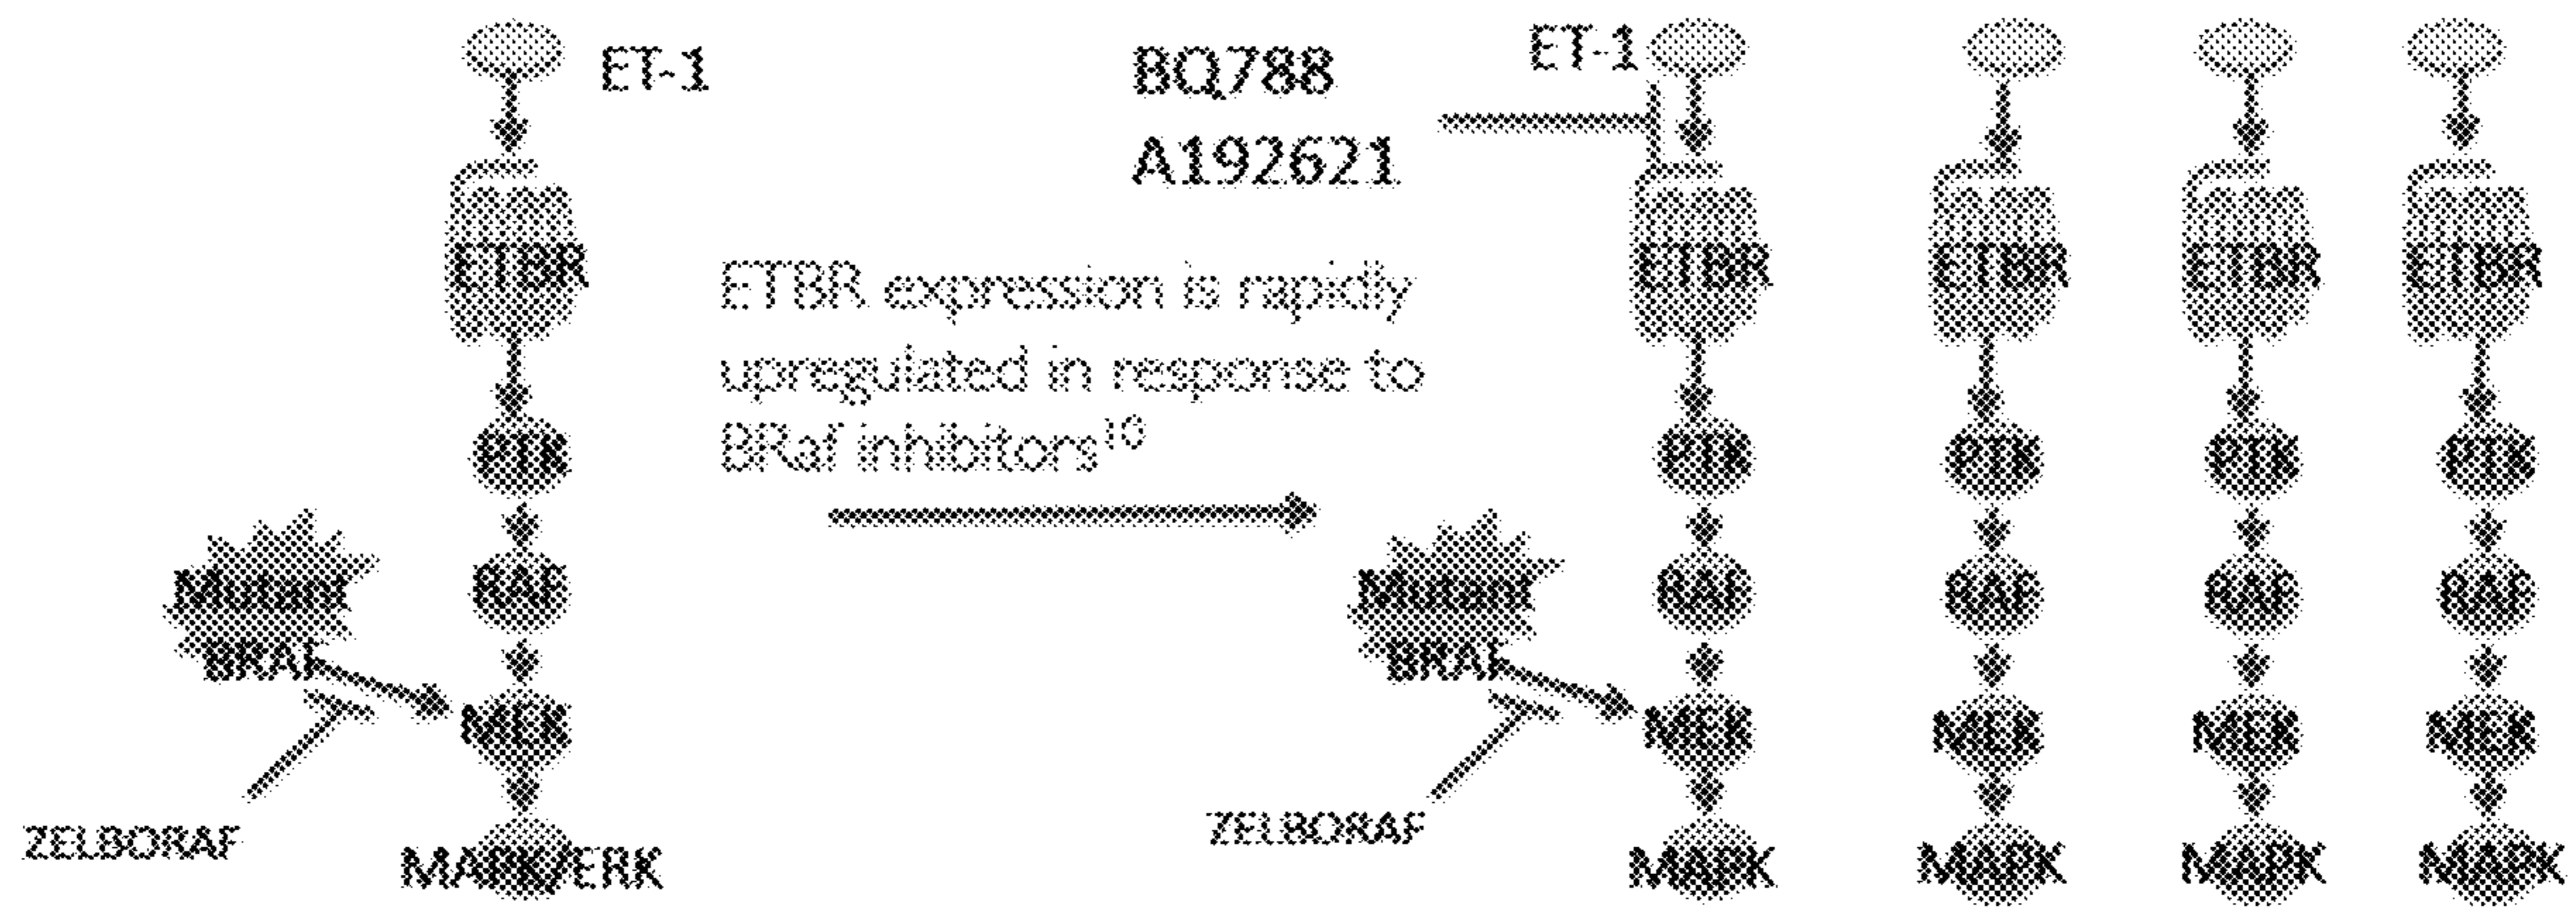 ET-1
ETBR
PTK
RAF
Mutant
BRAF
MEK
ZELBORAF
MAPK/ERK
BQ788
A192621
ETBR expression is rapidly
upregulated in response to
BRaf inhibitors¹⁰
ET-1
ETBR ETBR ETBR ETBR
PTK PTK PTK PTK
Mutant
BRAF
RAF RAF RAF RAF
MEK MEK MEK MEK
ZELBORAF
MAPK MAPK MAPK MAPK